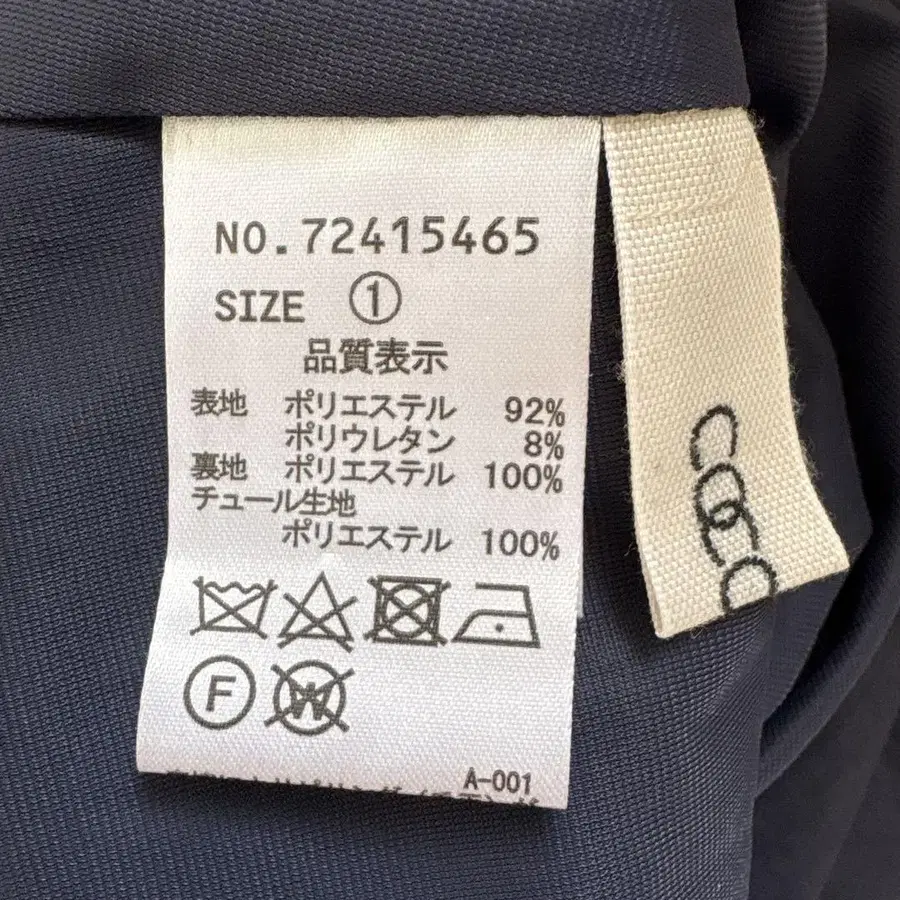 NO.72415465
SIZE ①
品質表示
表地 ポリエステル 92%
ポリウレタン 8%
裏地 ポリエステル 100%
チュール生地
ポリエステル 100%
F
W
A-001
COCO